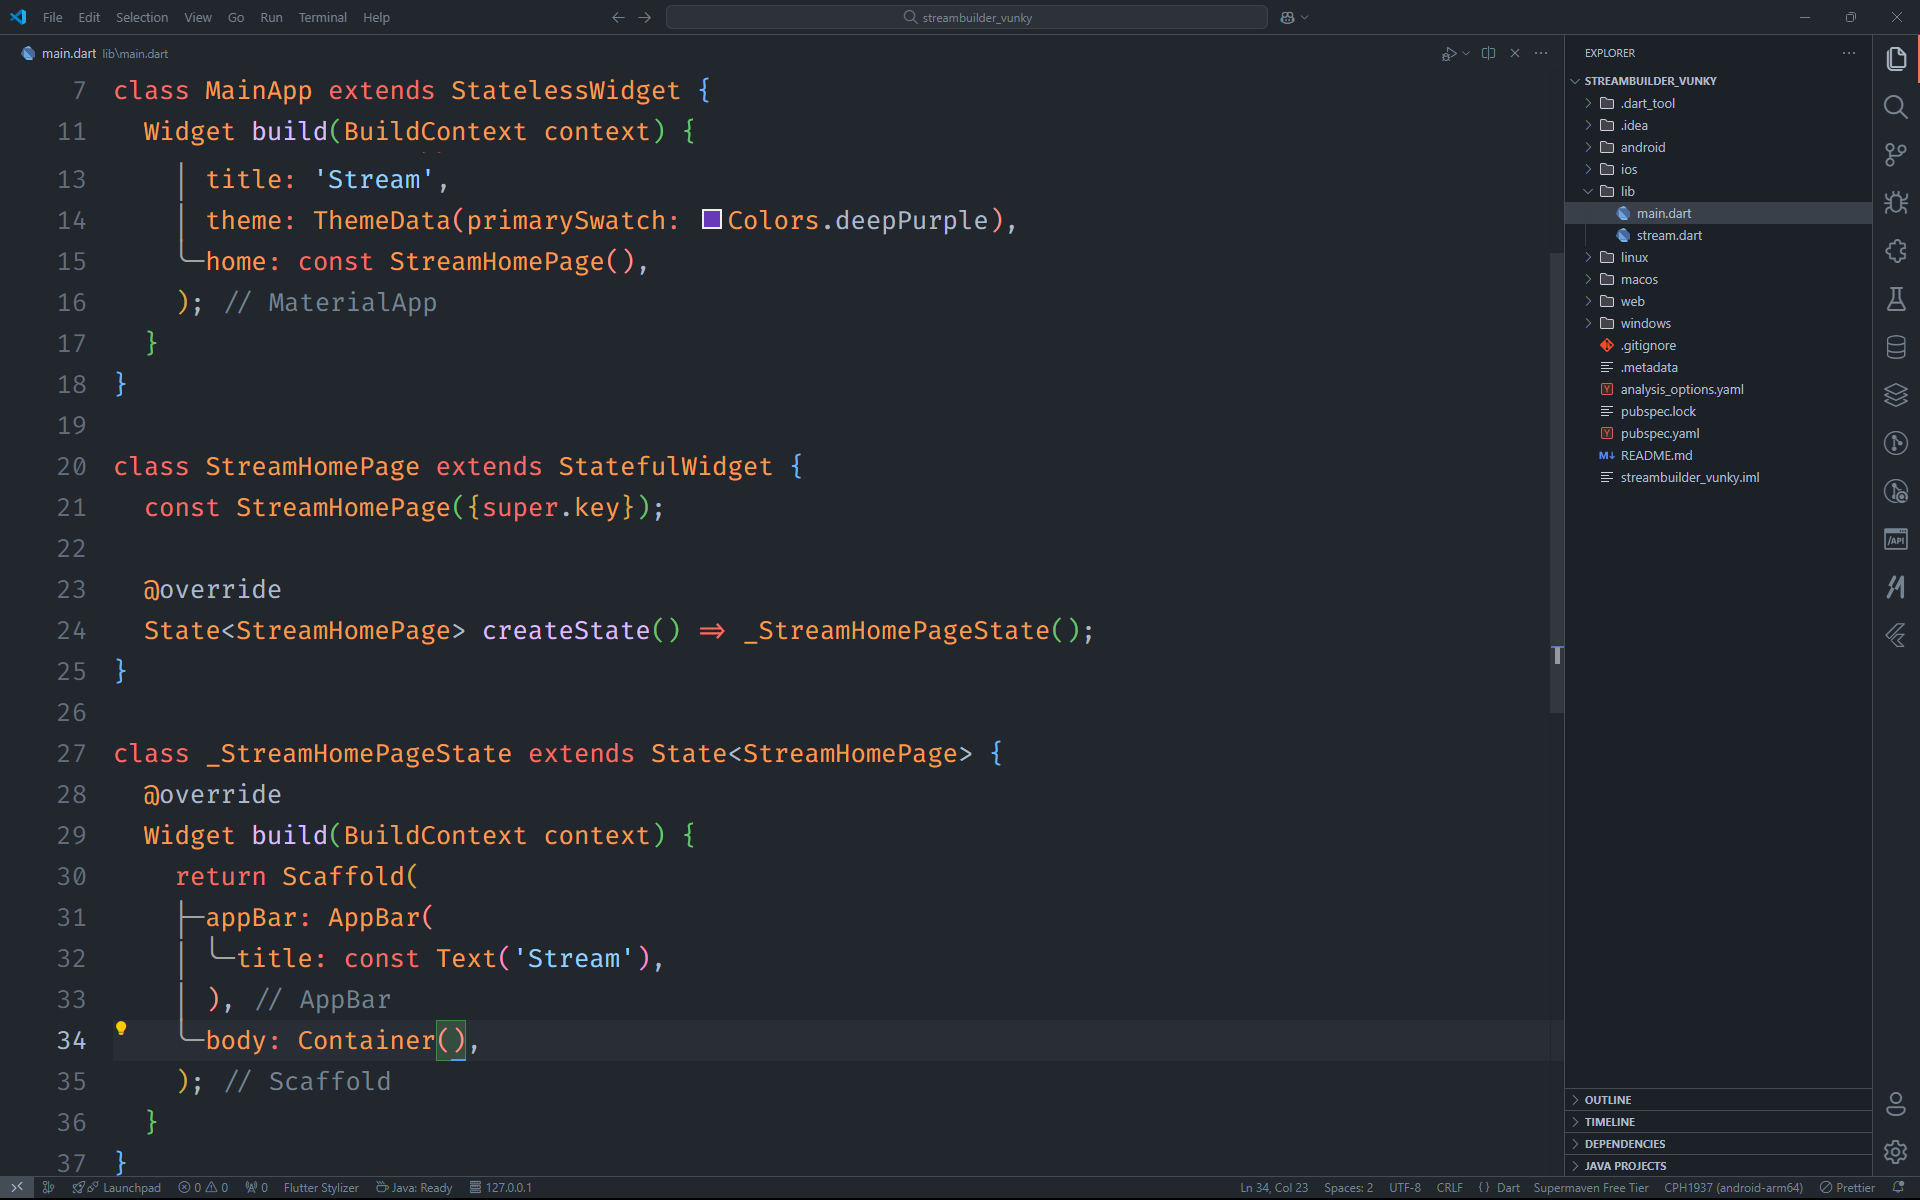 File Edit Selection View Go Run Terminal Help
streambuilder_vunky
main.dart lib\main.dart
7 class MainApp extends StatelessWidget {
11 Widget build(BuildContext context) {
13 title: 'Stream',
14 theme: ThemeData(primarySwatch: Colors.deepPurple),
15 home: const StreamHomePage(),
16 ); // MaterialApp
17 }
18 }
19
20 class StreamHomePage extends StatefulWidget {
21 const StreamHomePage({super.key});
22
23 @override
24 State<StreamHomePage> createState() => _StreamHomePageState();
25 }
26
27 class _StreamHomePageState extends State<StreamHomePage> {
28 @override
29 Widget build(BuildContext context) {
30 return Scaffold(
31 appBar: AppBar(
32 title: const Text('Stream'),
33 ), // AppBar
34 body: Container(),
35 ); // Scaffold
36 }
37 }
EXPLORER
STREAMBUILDER_VUNKY
.dart_tool
.idea
android
ios
lib
main.dart
stream.dart
linux
macos
web
windows
.gitignore
.metadata
analysis_options.yaml
pubspec.lock
pubspec.yaml
README.md
streambuilder_vunky.iml
OUTLINE
TIMELINE
DEPENDENCIES
JAVA PROJECTS
Launchpad 0 0 0 Flutter Stylizer Java: Ready 127.0.0.1 Ln 34, Col 23 Spaces: 2 UTF-8 CRLF {} Dart Supermaven Free Tier CPH1937 (android-arm64) Prettier